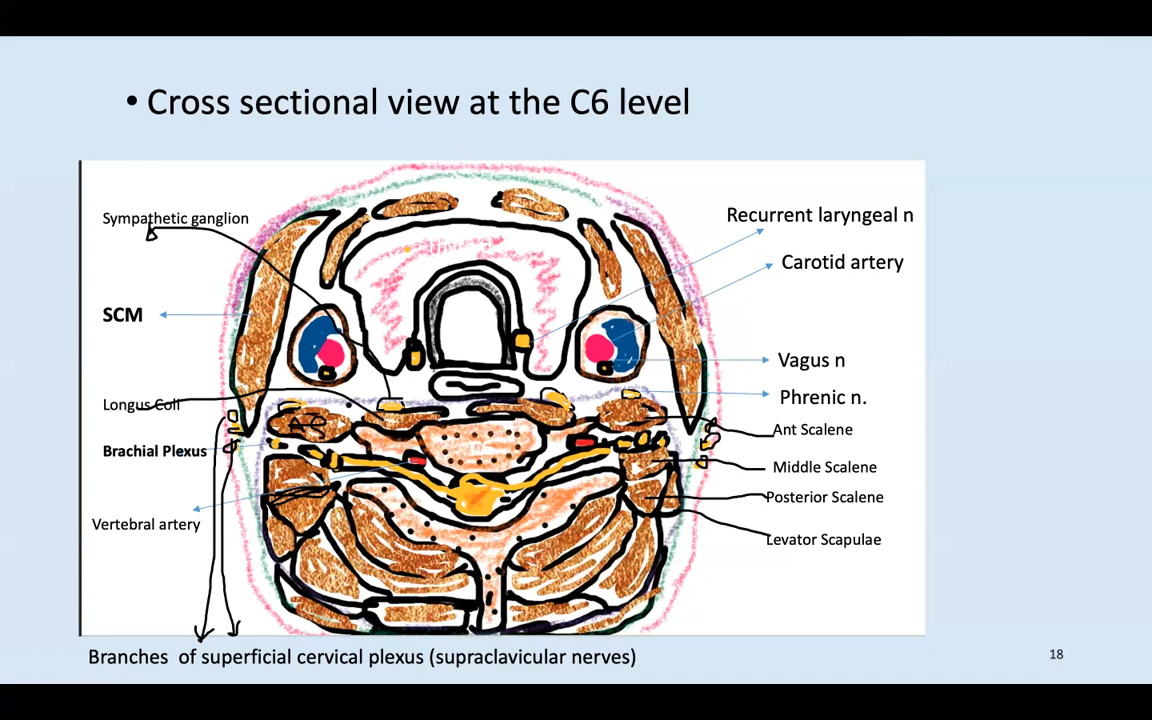 • Cross sectional view at the C6 level
Sympathetic ganglion
Recurrent laryngeal n
Carotid artery
SCM
Vagus n
Phrenic n.
Longus Coli
AS
Ant Scalene
Brachial Plexus
Middle Scalene
Posterior Scalene
Vertebral artery
Levator Scapulae
Branches of superficial cervical plexus (supraclavicular nerves)
18